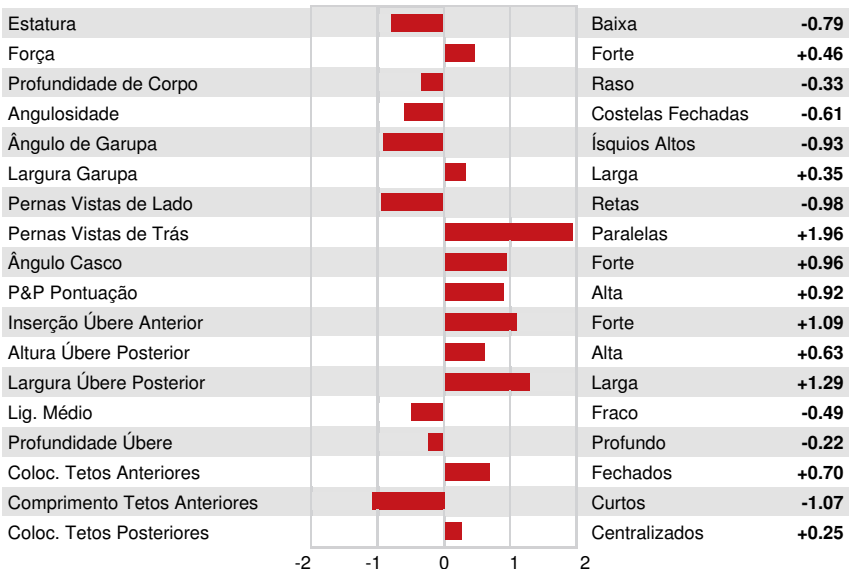 Estatura Baixa -0.79
Força Forte +0.46
Profundidade de Corpo Raso -0.33
Angulosidade Costelas Fechadas -0.61
Ângulo de Garupa Ísquios Altos -0.93
Largura Garupa Larga +0.35
Pernas Vistas de Lado Retas -0.98
Pernas Vistas de Trás Paralelas +1.96
Ângulo Casco Forte +0.96
P&P Pontuação Alta +0.92
Inserção Úbere Anterior Forte +1.09
Altura Úbere Posterior Alta +0.63
Largura Úbere Posterior Larga +1.29
Lig. Médio Fraco -0.49
Profundidade Úbere Profundo -0.22
Coloc. Tetos Anteriores Fechados +0.70
Comprimento Tetos Anteriores Curtos -1.07
Coloc. Tetos Posteriores Centralizados +0.25
-2 -1 0 1 2